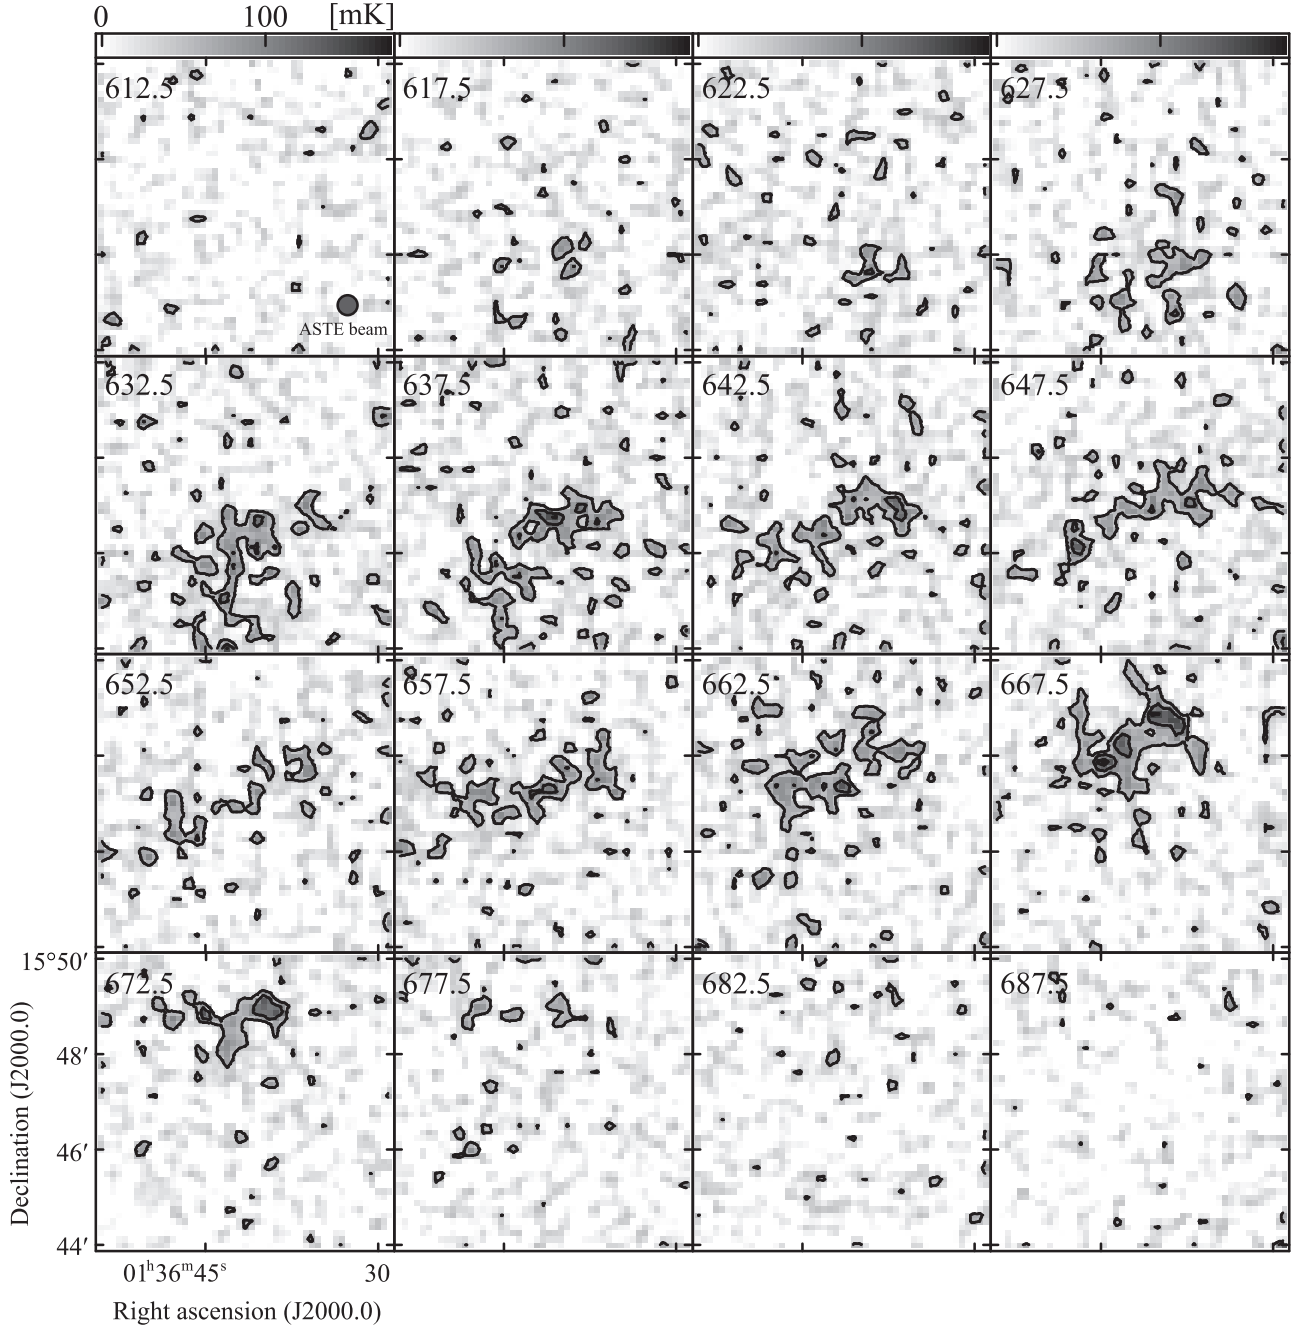 0 100 [mK]
612.5 617.5 622.5 627.5
ASTE beam
632.5 637.5 642.5 647.5
652.5 657.5 662.5 667.5
15°50′
672.5 677.5 682.5 687.5
48′
46′
44′
Declination (J2000.0)
01ʰ36ᵐ45ˢ 30
Right ascension (J2000.0)